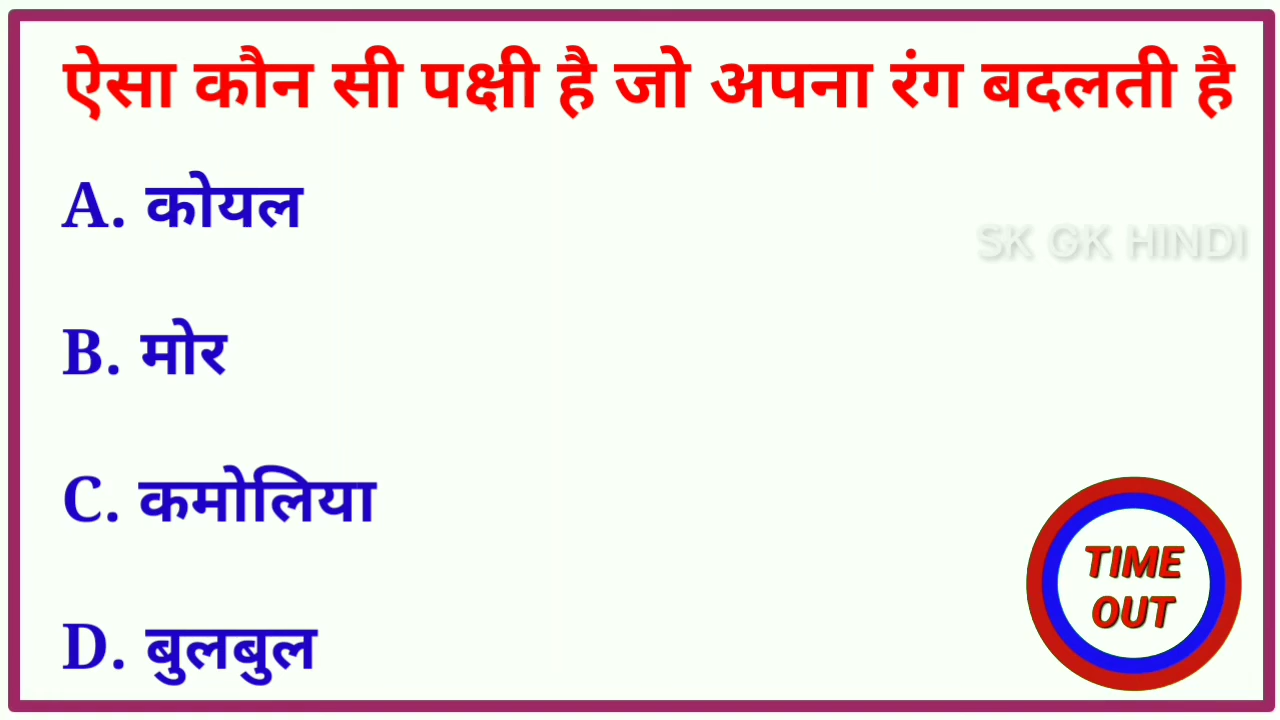 ऐसा कौन सी पक्षी है जो अपना रंग बदलती है
A. कोयल
SK GK HINDI
B. मोर
C. कमोलिया
TIME
OUT
D. बुलबुल